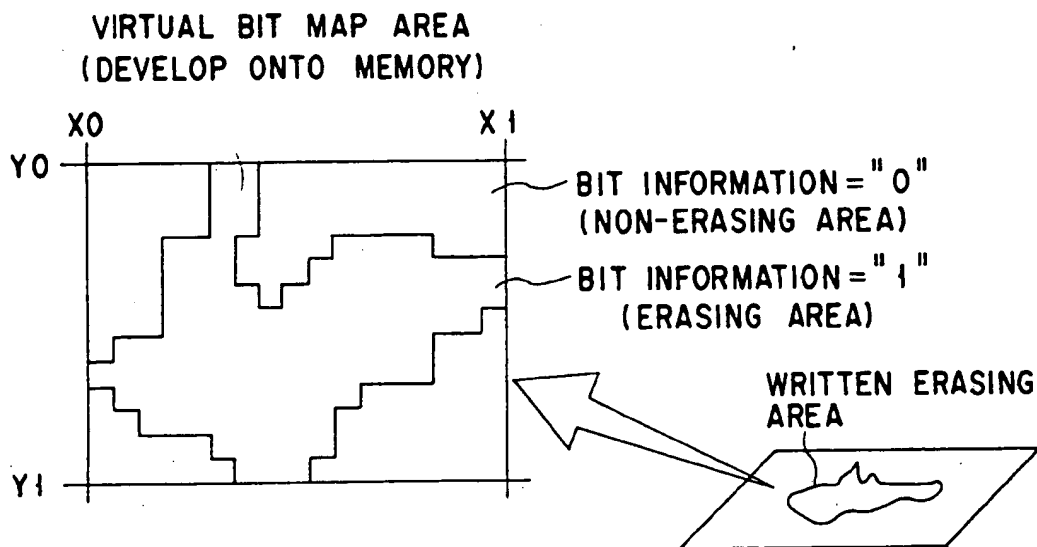 VIRTUAL BIT MAP AREA
(DEVELOP ONTO MEMORY)
X0 X1
Y0
BIT INFORMATION="0"
(NON-ERASING AREA)
BIT INFORMATION="1"
(ERASING AREA)
WRITTEN ERASING
AREA
Y1